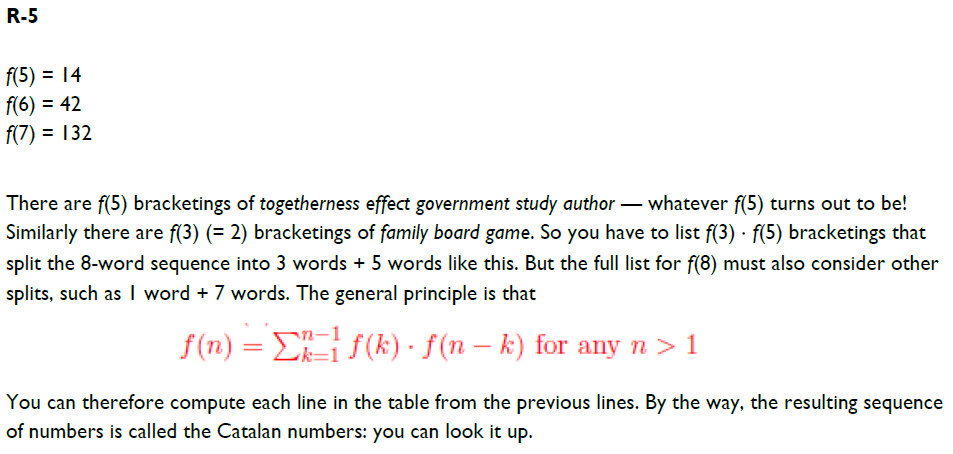 R-5
f(5) = 14
f(6) = 42
f(7) = 132
There are f(5) bracketings of togetherness effect government study author — whatever f(5) turns out to be!
Similarly there are f(3) (= 2) bracketings of family board game. So you have to list f(3) · f(5) bracketings that
split the 8-word sequence into 3 words + 5 words like this. But the full list for f(8) must also consider other
splits, such as 1 word + 7 words. The general principle is that
f(n) = ∑_{k=1}^{n−1} f(k) · f(n − k) for any n > 1
You can therefore compute each line in the table from the previous lines. By the way, the resulting sequence
of numbers is called the Catalan numbers: you can look it up.